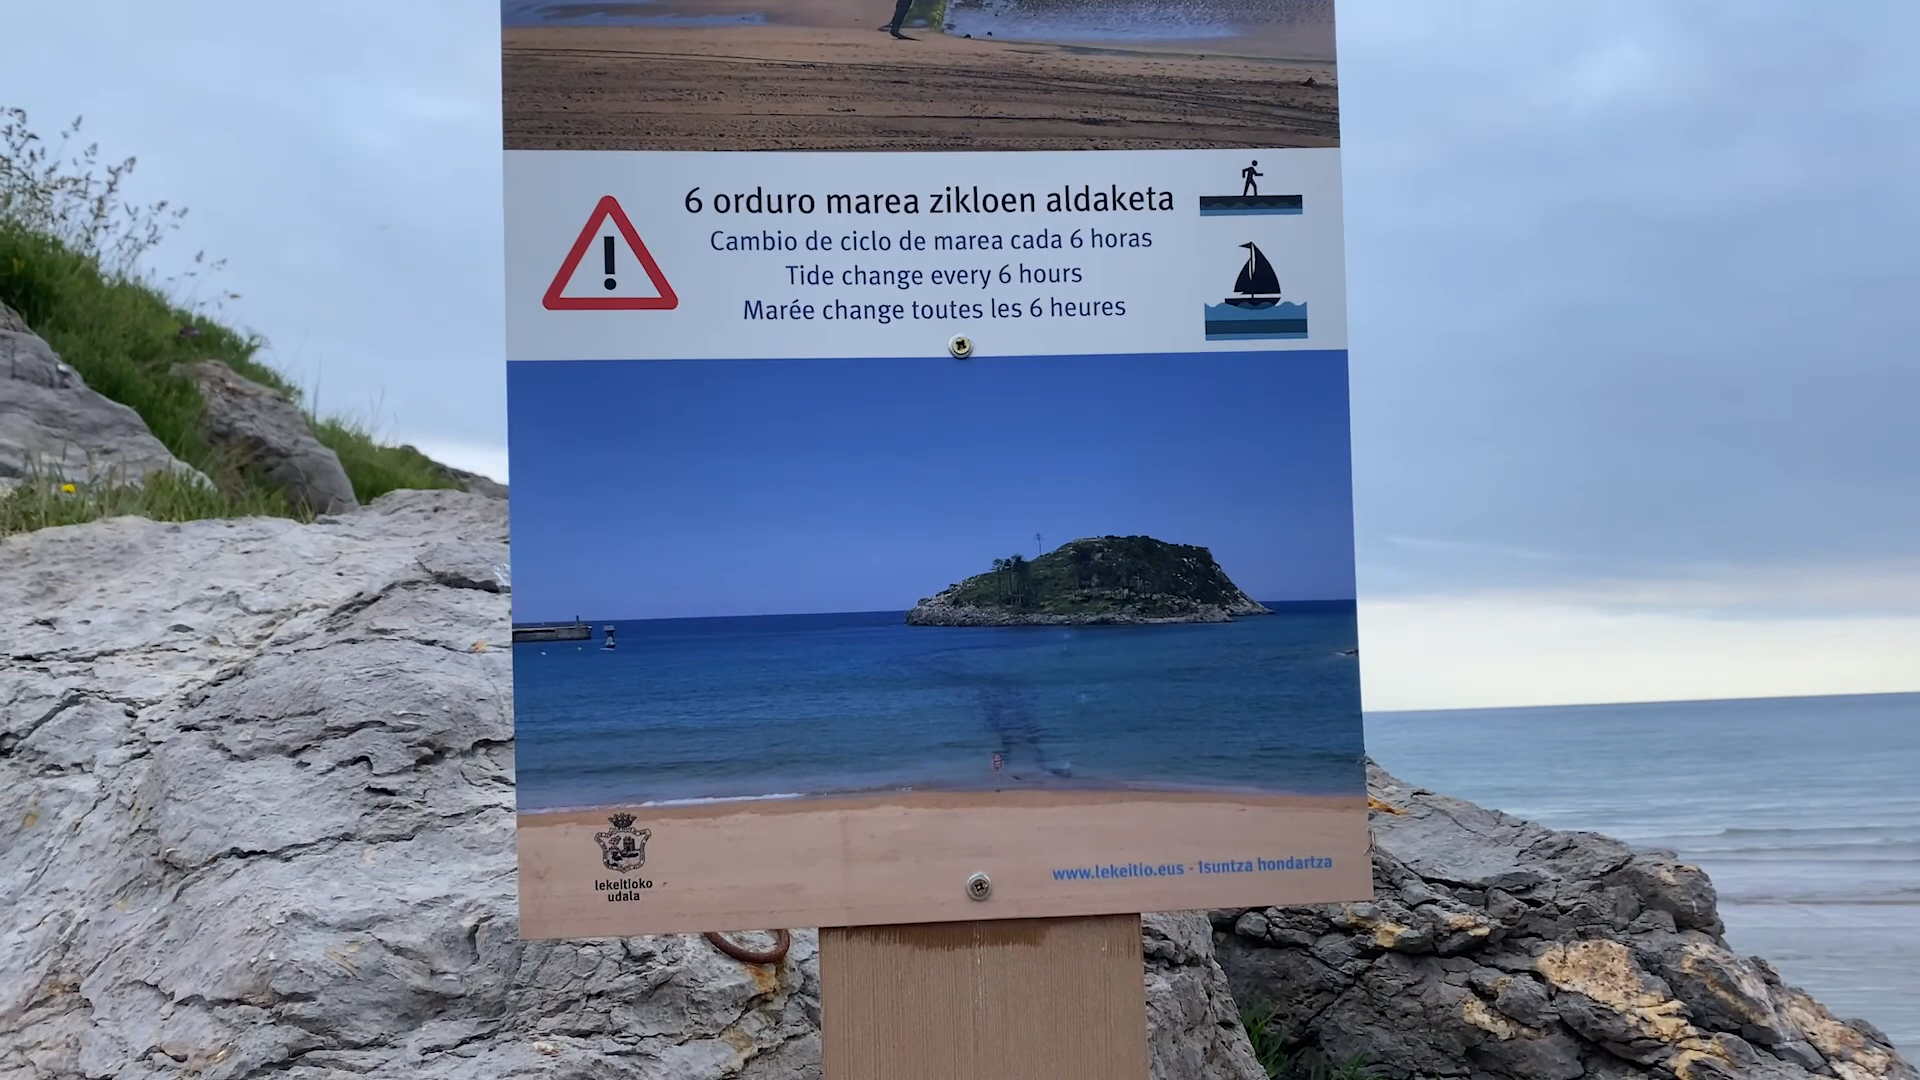 6 orduro marea zikloen aldaketa
Cambio de ciclo de marea cada 6 horas
Tide change every 6 hours
Marée change toutes les 6 heures
lekeitioko
udala
www.lekeitio.eus - Isuntza hondartza